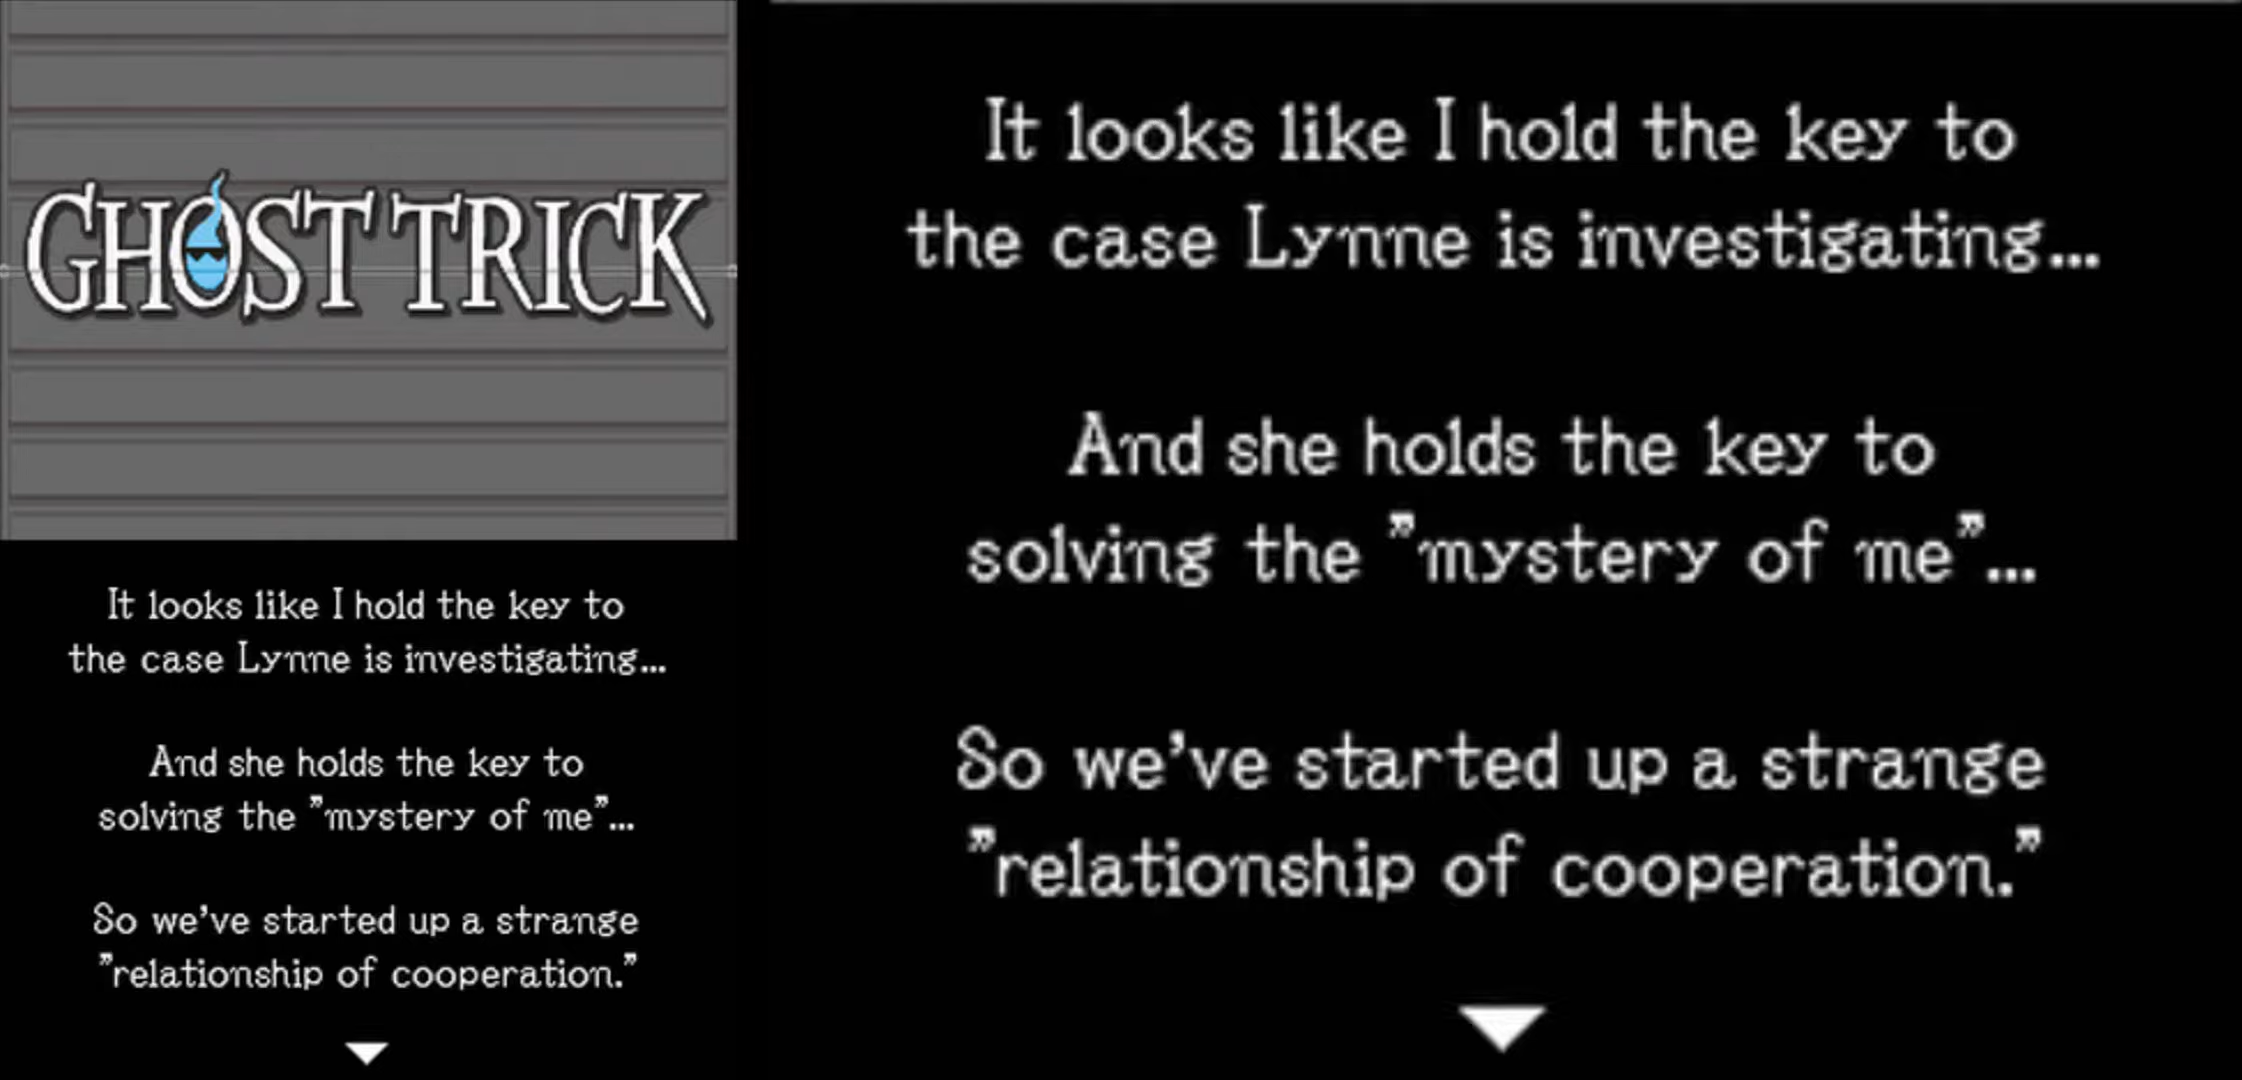 GHOST TRICK
It looks like I hold the key to
the case Lynne is investigating...
And she holds the key to
solving the "mystery of me"...
So we've started up a strange
"relationship of cooperation."
It looks like I hold the key to
the case Lynne is investigating...
And she holds the key to
solving the "mystery of me"...
So we've started up a strange
"relationship of cooperation."